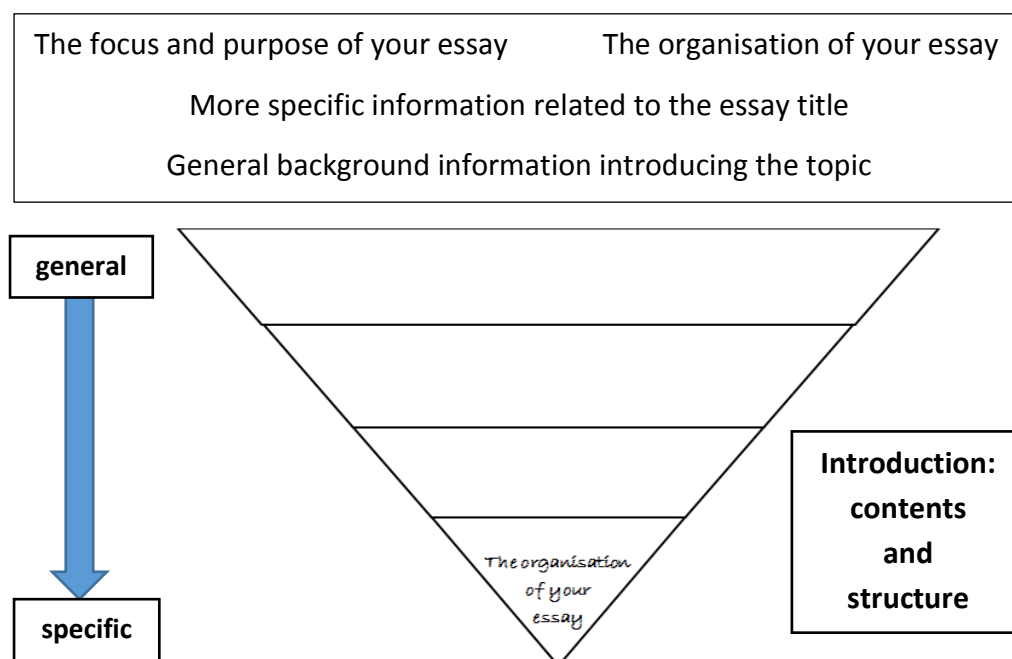 The focus and purpose of your essay The organisation of your essay
More specific information related to the essay title
General background information introducing the topic
general
Introduction:
contents
and
structure
The organisation
of your
essay
specific